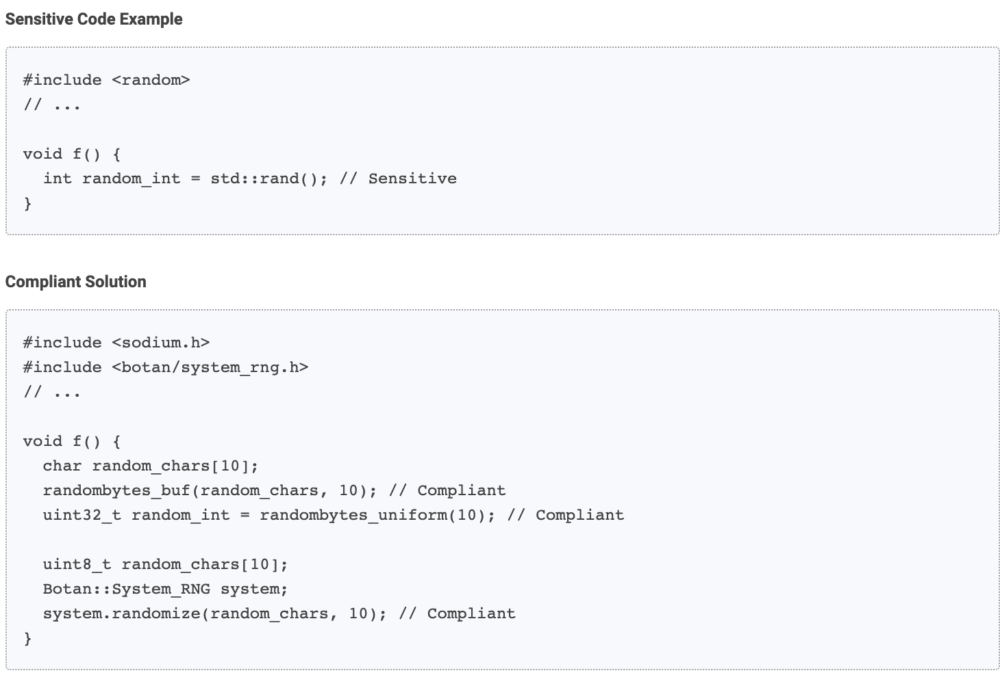 Sensitive Code Example
#include <random>
// ...
void f() {
  int random_int = std::rand(); // Sensitive
}
Compliant Solution
#include <sodium.h>
#include <botan/system_rng.h>
// ...
void f() {
  char random_chars[10];
  randombytes_buf(random_chars, 10); // Compliant
  uint32_t random_int = randombytes_uniform(10); // Compliant
  uint8_t random_chars[10];
  Botan::System_RNG system;
  system.randomize(random_chars, 10); // Compliant
}